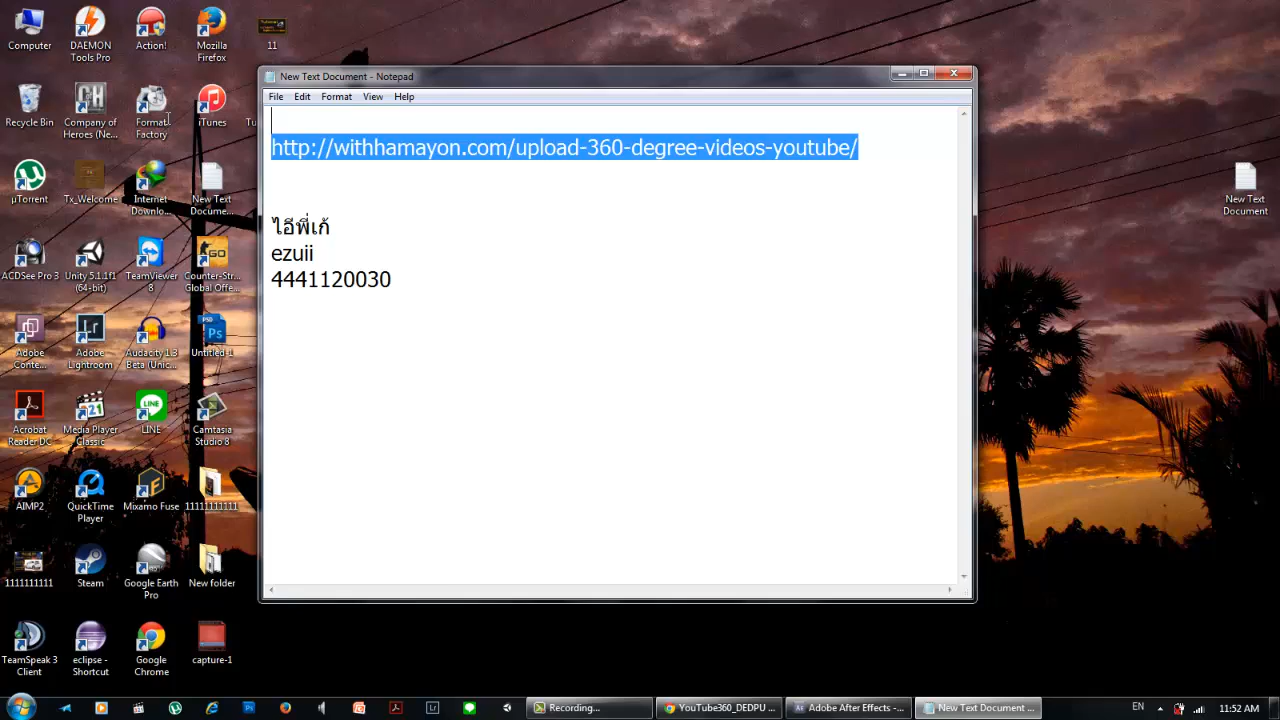 Computer
DAEMON
Tools Pro
Action!
Mozilla
Firefox
11
Recycle Bin
Company of
Heroes (Ne...
Format
Factory
iTunes
µTorrent
Tx_Welcome
Internet
Downlo...
New Text
Docume...
ACDSee Pro 3
Unity 5.1.1f1
(64-bit)
TeamViewer
8
Counter-Str...
Global Offe...
Adobe
Conte...
Adobe
Lightroom
Audacity 1.3
Beta (Unic...
Untitled-1
Acrobat
Reader DC
Media Player
Classic
LINE
Camtasia
Studio 8
AIMP2
QuickTime
Player
Mixamo Fuse
11111111111
1111111111
Steam
Google Earth
Pro
New folder
TeamSpeak 3
Client
eclipse -
Shortcut
Google
Chrome
capture-1
New Text Document - Notepad
File Edit Format View Help
http://withhamayon.com/upload-360-degree-videos-youtube/
ไอีพี่เก้
ezuii
4441120030
New Text
Document
Recording...
YouTube360_DEDPU ...
Adobe After Effects -...
New Text Document ...
EN
11:52 AM